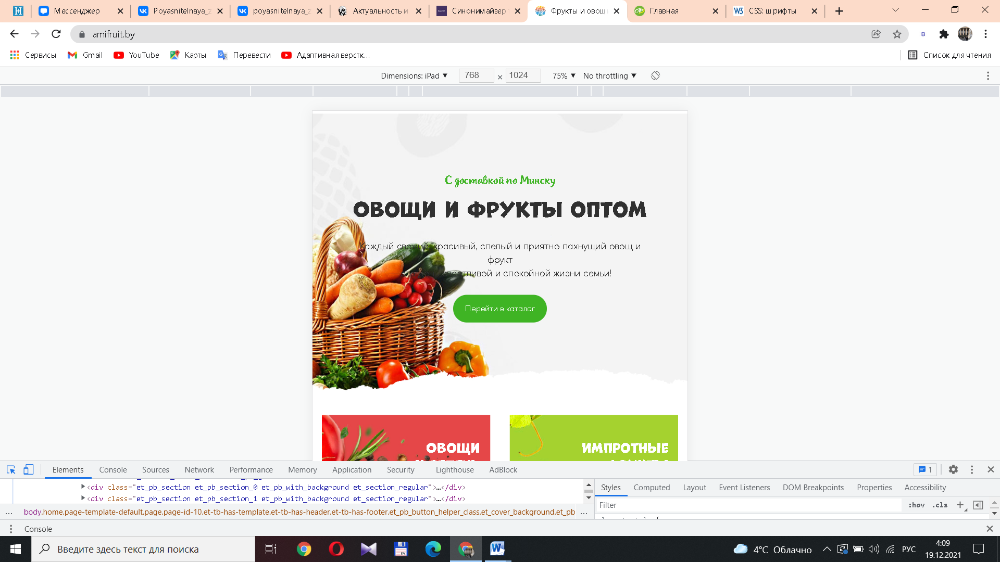 Мессенджер
Poyasnitelnaya_z
poyasnitelnaya_z
Актуальность и
Синонимайзер
Фрукты и овощ
Главная
CSS: шрифты
amifruit.by
Сервисы
Gmail
YouTube
Карты
Перевести
Адаптивная верстк...
Список для чтения
Dimensions: iPad
768 × 1024
75%
No throttling
С доставкой по Минску
ОВОЩИ И ФРУКТЫ ОПТОМ
Каждый свежий, красивый, спелый и приятно пахнущий овощ и
фрукт
счастливой и спокойной жизни семьи!
Перейти в каталог
ОВОЩИ
ИМПРОТНЫЕ
Elements Console Sources Network Performance Memory Application Security Lighthouse AdBlock
1
<div class="et_pb_section et_pb_section_0 et_pb_with_background et_section_regular">…</div>
<div class="et_pb_section et_pb_section_1 et_pb_with_background et_section_regular">…</div>
... body.home.page-template-default.page.page-id-10.et-tb-has-template.et-tb-has-header.et-tb-has-footer.et_pb_button_helper_class.et_cover_background.et_pb ...
Styles Computed Layout Event Listeners DOM Breakpoints Properties Accessibility
Filter
:hov .cls
Console
Введите здесь текст для поиска
4°C Облачно
РУС
4:09
19.12.2021